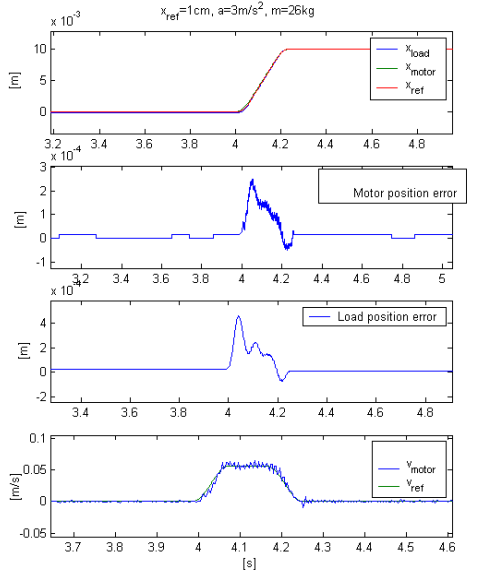 x_ref=1cm, a=3m/s², m=26kg
x 10⁻³
10
5
0
[m]
x_load
x_motor
x_ref
3.2 3.4 3.6 3.8 4 4.2 4.4 4.6 4.8
x 10⁻⁴
3
2
1
0
-1
[m]
Motor position error
3.2 3.4 3.6 3.8 4 4.2 4.4 4.6 4.8 5
x 10⁻⁴
4
2
0
-2
[m]
Load position error
3.4 3.6 3.8 4 4.2 4.4 4.6 4.8
[s]
0.1
0.05
0
-0.05
[m/s]
v_motor
v_ref
3.7 3.8 3.9 4 4.1 4.2 4.3 4.4 4.5 4.6
[s]